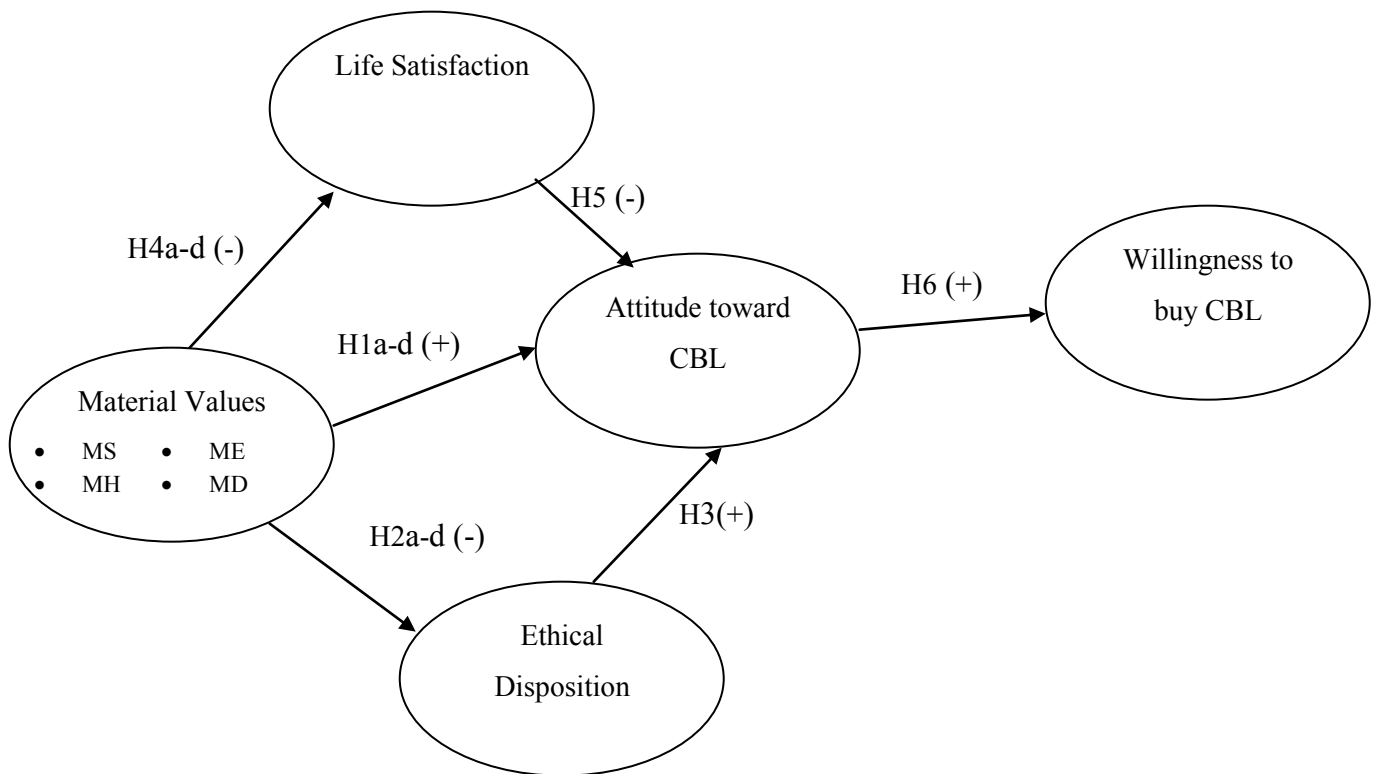 Life Satisfaction
H5 (-)
H4a-d (-)
Willingness to
buy CBL
H6 (+)
Attitude toward
CBL
H1a-d (+)
Material Values
• MS • ME
• MH • MD
H2a-d (-)
H3(+)
Ethical
Disposition